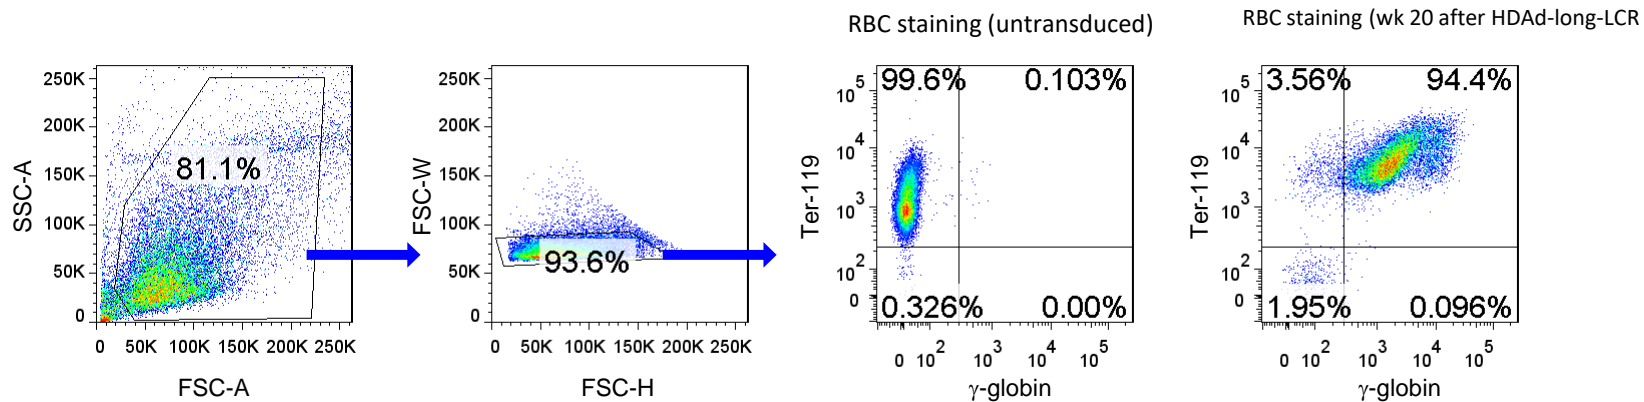 RBC staining (untransduced)
RBC staining (wk 20 after HDAd-long-LCR
SSC-A
250K
200K
150K
100K
50K
0
81.1%
0 50K 100K 150K 200K 250K
FSC-A
FSC-W
250K
200K
150K
100K
50K
0
93.6%
0 50K 100K 150K 200K 250K
FSC-H
Ter-119
10^5
10^4
10^3
10^2
0
99.6% 0.103%
0.326% 0.00%
0 10^2 10^3 10^4 10^5
γ-globin
Ter-119
10^5
10^4
10^3
10^2
0
3.56% 94.4%
1.95% 0.096%
0 10^2 10^3 10^4 10^5
γ-globin